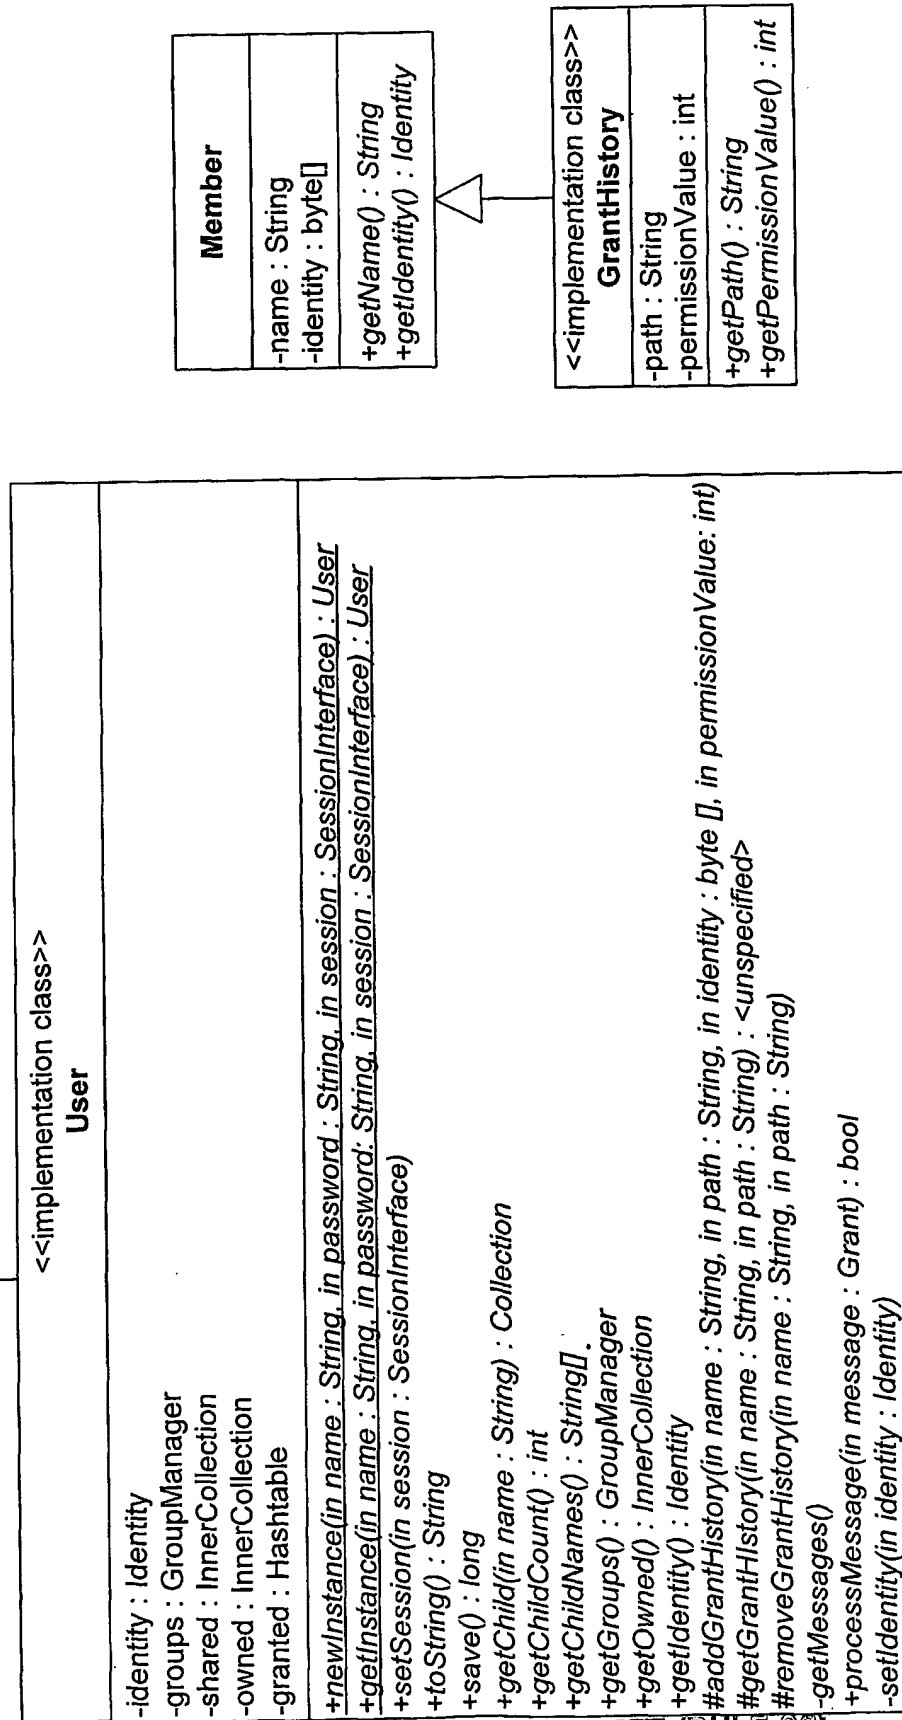 <<implementation class>>
User
-identity : Identity
-groups : GroupManager
-shared : InnerCollection
-owned : InnerCollection
-granted : Hashtable
+newInstance(in name : String, in password : String, in session : SessionInterface) : User
+getInstance(in name : String, in password: String, in session : SessionInterface) : User
+setSession(in session : SessionInterface)
+toString() : String
+save() : long
+getChild(in name : String) : Collection
+getChildCount() : int
+getChildNames() : String[]
+getGroups() : GroupManager
+getOwned() : InnerCollection
+getIdentity() : Identity
#addGrantHistory(in name : String, in path : String, in identity : byte [], in permissionValue: int)
#getGrantHistory(in name : String, in path : String) : <unspecified>
#removeGrantHistory(in name : String, in path : String)
-getMessages()
+processMessage(in message : Grant) : bool
-setIdentity(in identity : Identity)
Member
-name : String
-identity : byte[]
+getName() : String
+getIdentity() : Identity
<<implementation class>>
GrantHistory
-path : String
-permissionValue : int
+getPath() : String
+getPermissionValue() : int